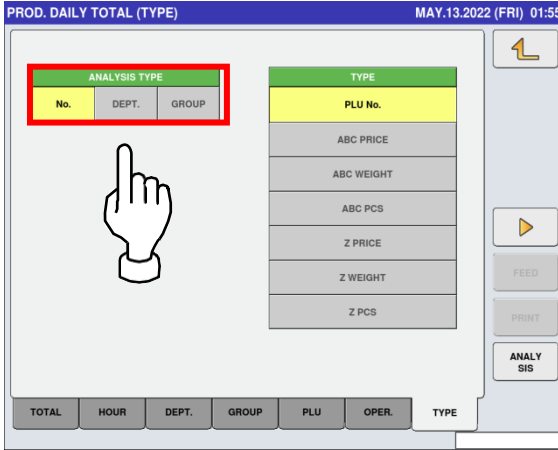 PROD. DAILY TOTAL (TYPE) MAY.13.2022 (FRI) 01:55
ANALYSIS TYPE
No. DEPT. GROUP
TYPE
PLU No.
ABC PRICE
ABC WEIGHT
ABC PCS
Z PRICE
Z WEIGHT
Z PCS
FEED
PRINT
ANALY
SIS
TOTAL HOUR DEPT. GROUP PLU OPER. TYPE